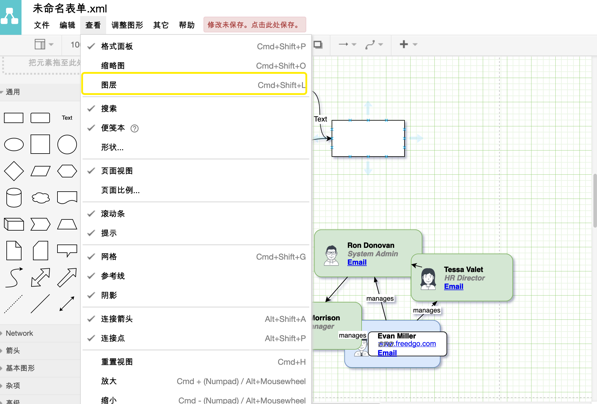 未命名表单.xml
文件 编辑 查看 调整图形 其它 帮助 修改未保存。点击此处保存。
10
把元素拖至此处
通用
Text
Network
箭头
基本图形
杂项
高级
格式面板 Cmd+Shift+P
缩略图 Cmd+Shift+O
图层 Cmd+Shift+L
搜索
便笺本 ?
形状...
页面视图
页面比例...
滚动条
提示
网格 Cmd+Shift+G
参考线
阴影
连接箭头 Alt+Shift+A
连接点 Alt+Shift+P
重置视图 Cmd+H
放大 Cmd + (Numpad) / Alt+Mousewheel
缩小 Cmd - (Numpad) / Alt+Mousewheel
Text
Ron Donovan
System Admin
Email
Tessa Valet
HR Director
Email
manages
manages
manages
Evan Miller
www.freedgo.com
Email